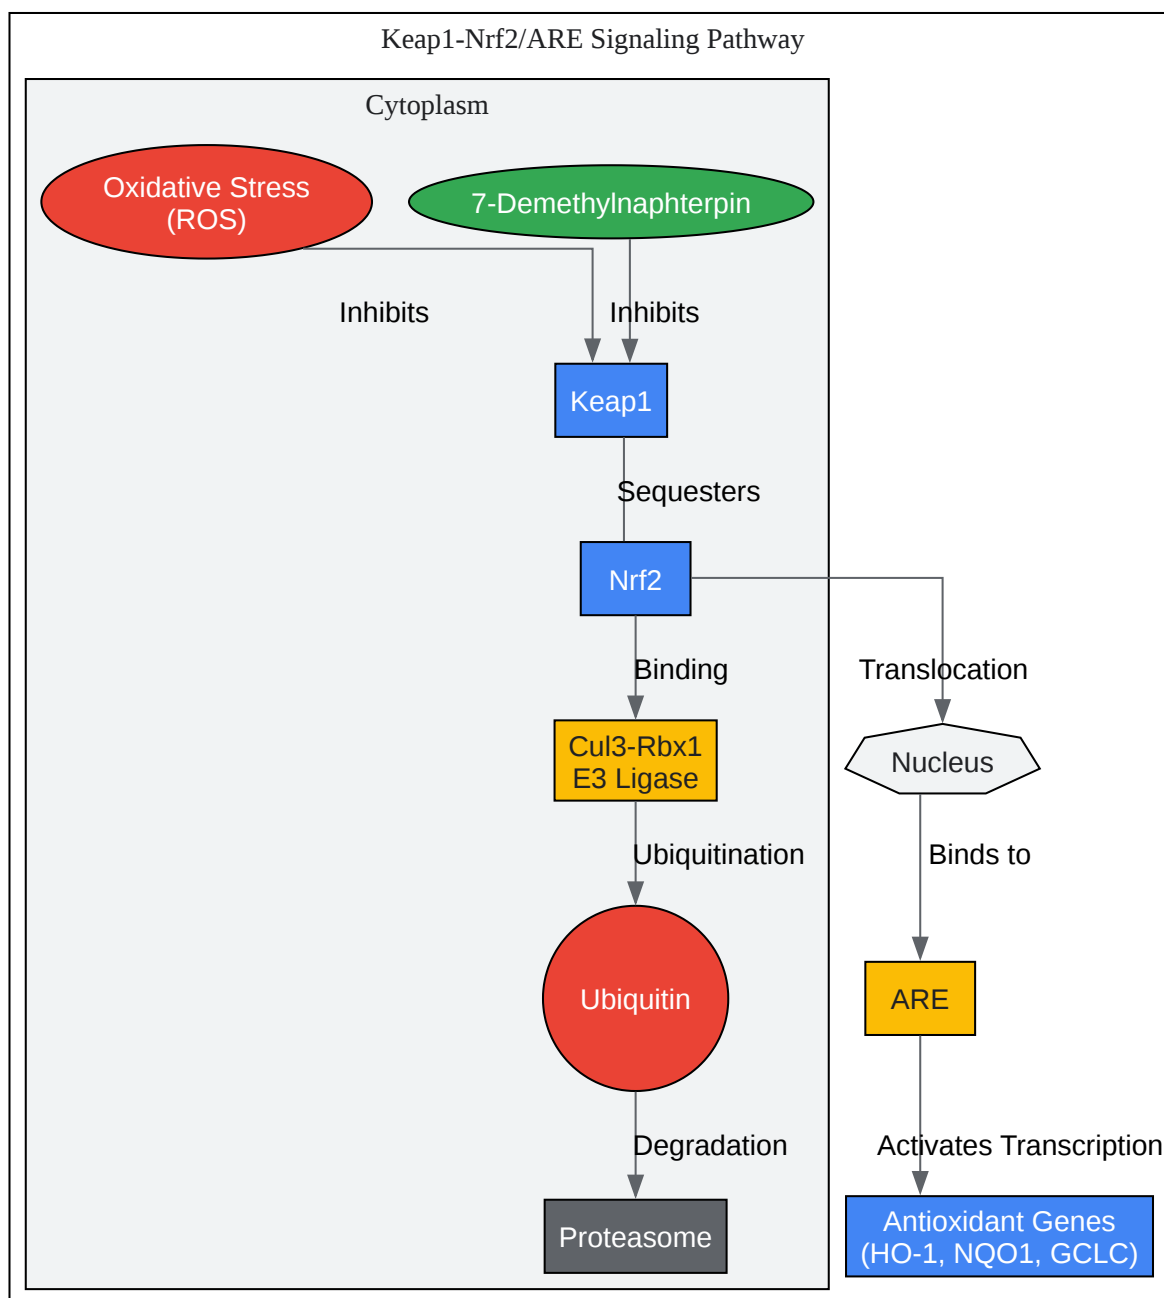 Keap1-Nrf2/ARE Signaling Pathway
Cytoplasm
Oxidative Stress
(ROS)
7-Demethylnaphterpin
Inhibits
Inhibits
Keap1
Sequesters
Nrf2
Binding
Translocation
Cul3-Rbx1
E3 Ligase
Nucleus
Ubiquitination
Binds to
Ubiquitin
ARE
Degradation
Activates Transcription
Proteasome
Antioxidant Genes
(HO-1, NQO1, GCLC)